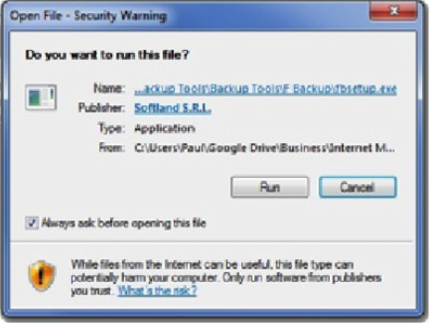 Open File - Security Warning
Do you want to run this file?
Name: ...ackup Tools\Backup Tools\F Backup\fbsetup.exe
Publisher: Softland S.R.L.
Type: Application
From: C:\Users\Paul\Google Drive\Business\Internet M...
Run Cancel
Always ask before opening this file
While files from the Internet can be useful, this file type can
potentially harm your computer. Only run software from publishers
you trust. What's the risk?